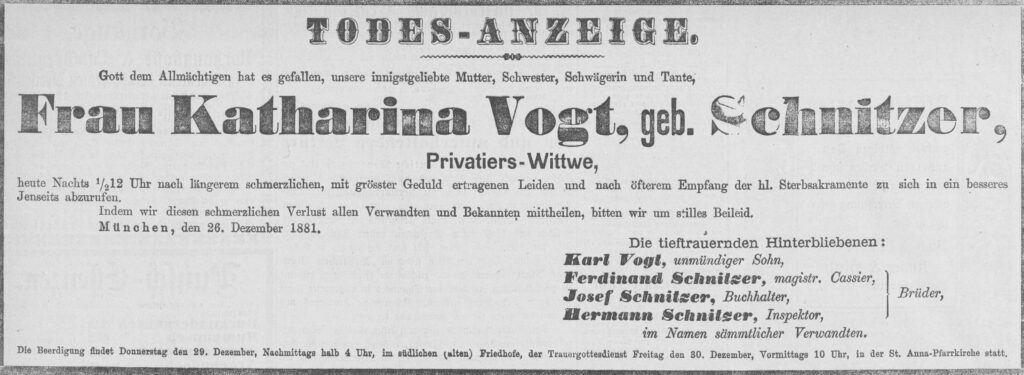 TODES-ANZEIGE.
Gott dem Allmächtigen hat es gefallen, unsere innigstgeliebte Mutter, Schwester, Schwägerin und Tante,
Frau Katharina Vogt, geb. Schnitzer,
Privatiers-Wittwe,
heute Nachts 1/212 Uhr nach längerem schmerzlichen, mit grösster Geduld ertragenen Leiden und nach öfterem Empfang der hl. Sterbsakramente zu sich in ein besseres
Jenseits abzurufen.
Indem wir diesen schmerzlichen Verlust allen Verwandten und Bekannten mittheilen, bitten wir um stilles Beileid.
München, den 26. Dezember 1881.
Die tieftrauernden Hinterbliebenen:
Karl Vogt, unmündiger Sohn,
Ferdinand Schnitzer, magistr. Cassier,
Josef Schnitzer, Buchhalter,
Brüder,
Hermann Schnitzer, Inspektor,
im Namen sämmtlicher Verwandten.
Die Beerdigung findet Donnerstag den 29. Dezember, Nachmittags halb 4 Uhr, im südlichen (alten) Friedhofe, der Trauergottesdienst Freitag den 30. Dezember, Vormittags 10 Uhr, in der St. Anna-Pfarrkirche statt.